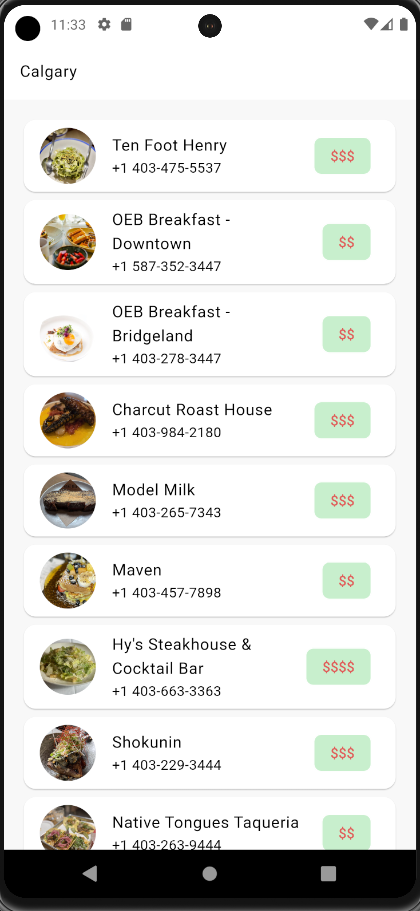 11:33
Calgary
Ten Foot Henry
+1 403-475-5537
$$$
OEB Breakfast -
Downtown
+1 587-352-3447
$$
OEB Breakfast -
Bridgeland
+1 403-278-3447
$$
Charcut Roast House
+1 403-984-2180
$$$
Model Milk
+1 403-265-7343
$$$
Maven
+1 403-457-7898
$$
Hy's Steakhouse &
Cocktail Bar
+1 403-663-3363
$$$$
Shokunin
+1 403-229-3444
$$$
Native Tongues Taqueria
+1 403-263-9444
$$